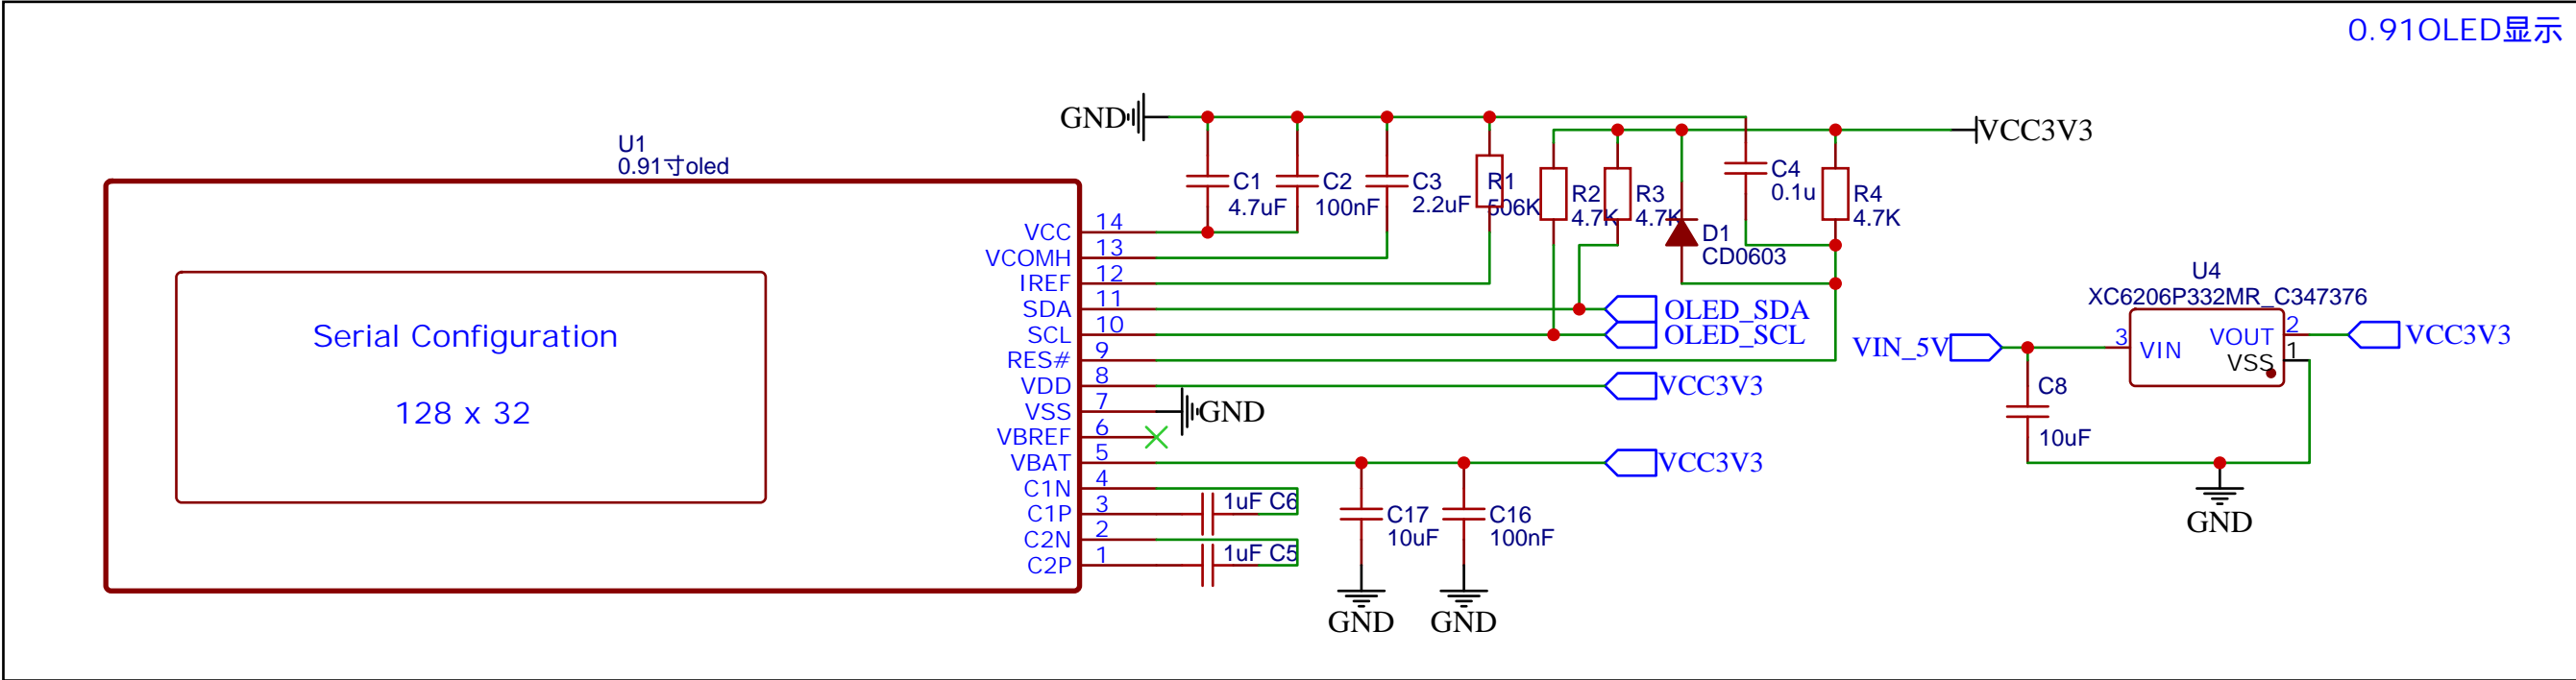 0.91OLED显示
U1
0.91寸oled
Serial Configuration
128 x 32
VCC 14
VCOMH 13
IREF 12
SDA 11
SCL 10
RES# 9
VDD 8
VSS 7
VBREF 6
VBAT 5
C1N 4
C1P 3
C2N 2
C2P 1
GND
C1
4.7uF
C2
100nF
C3
2.2uF
R1
506K
R2
4.7K
R3
4.7K
D1
CD0603
C4
0.1u
R4
4.7K
VCC3V3
OLED_SDA
OLED_SCL
VCC3V3
GND
VCC3V3
1uF C6
1uF C5
C17
10uF
GND
C16
100nF
GND
U4
XC6206P332MR_C347376
VIN_5V
3 VIN
VOUT 2
VSS 1
VCC3V3
C8
10uF
GND